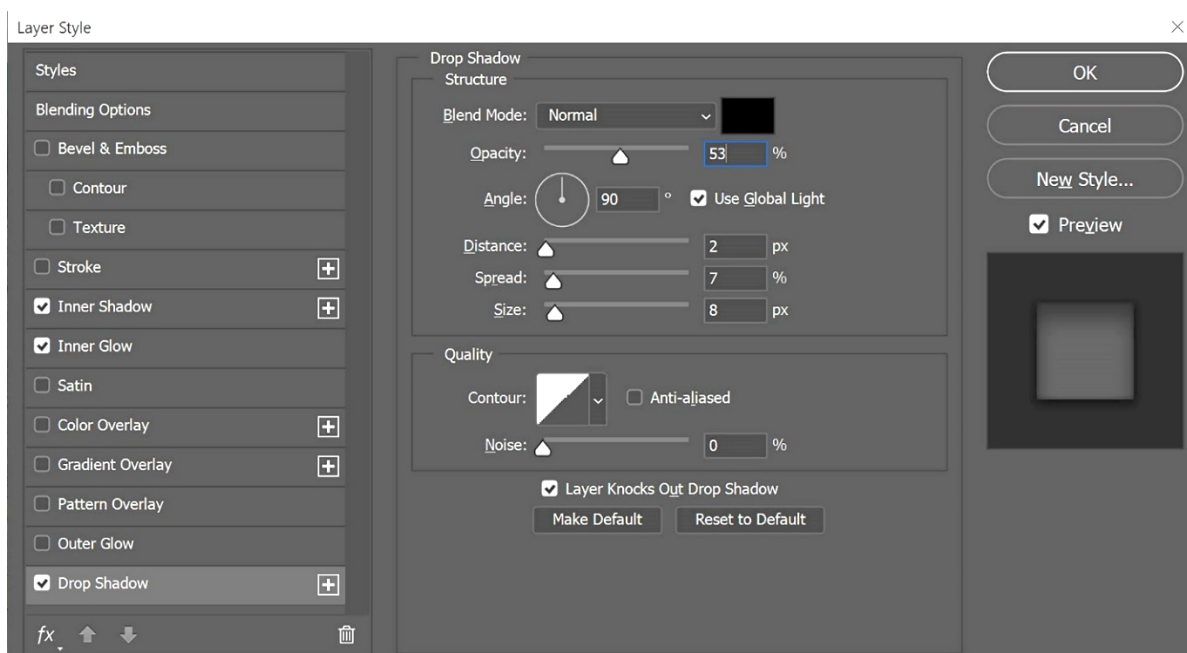 Layer Style
Styles
Blending Options
Bevel & Emboss
Contour
Texture
Stroke
Inner Shadow
Inner Glow
Satin
Color Overlay
Gradient Overlay
Pattern Overlay
Outer Glow
Drop Shadow
fx
Drop Shadow
Structure
Blend Mode: Normal
Opacity: 53 %
Angle: 90 ° Use Global Light
Distance: 2 px
Spread: 7 %
Size: 8 px
Quality
Contour: Anti-aliased
Noise: 0 %
Layer Knocks Out Drop Shadow
Make Default Reset to Default
OK
Cancel
New Style...
Preview